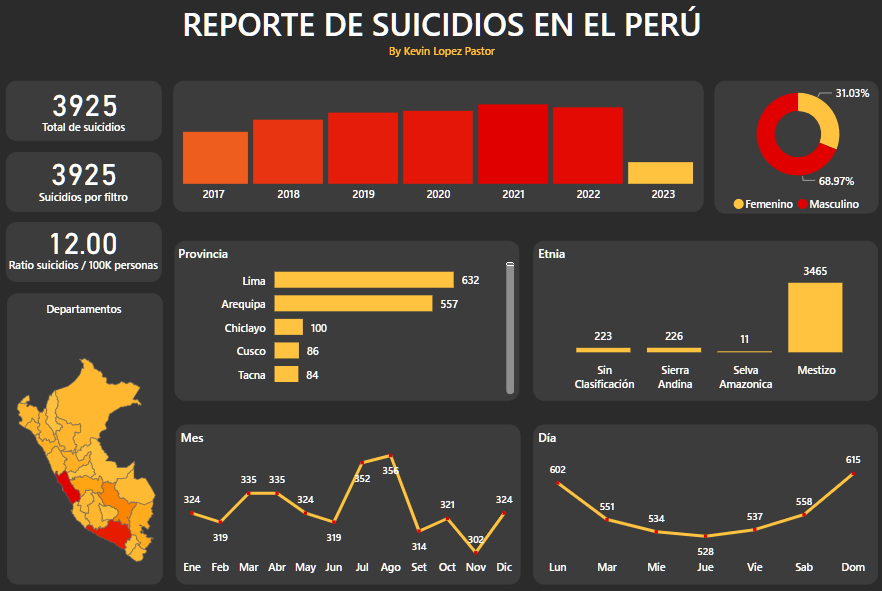 REPORTE DE SUICIDIOS EN EL PERÚ
By Kevin Lopez Pastor
3925
Total de suicidios
3925
Suicidios por filtro
12.00
Ratio suicidios / 100K personas
2017 2018 2019 2020 2021 2022 2023
31.03%
68.97%
Femenino Masculino
Departamentos
Provincia
Lima 632
Arequipa 557
Chiclayo 100
Cusco 86
Tacna 84
Etnia
3465
223 226 11
Sin Clasificación
Sierra Andina
Selva Amazonica
Mestizo
Mes
324 319 335 335 324 319 352 356 314 321 302 324
Ene Feb Mar Abr May Jun Jul Ago Set Oct Nov Dic
Día
602 551 534 528 537 558 615
Lun Mar Mie Jue Vie Sab Dom